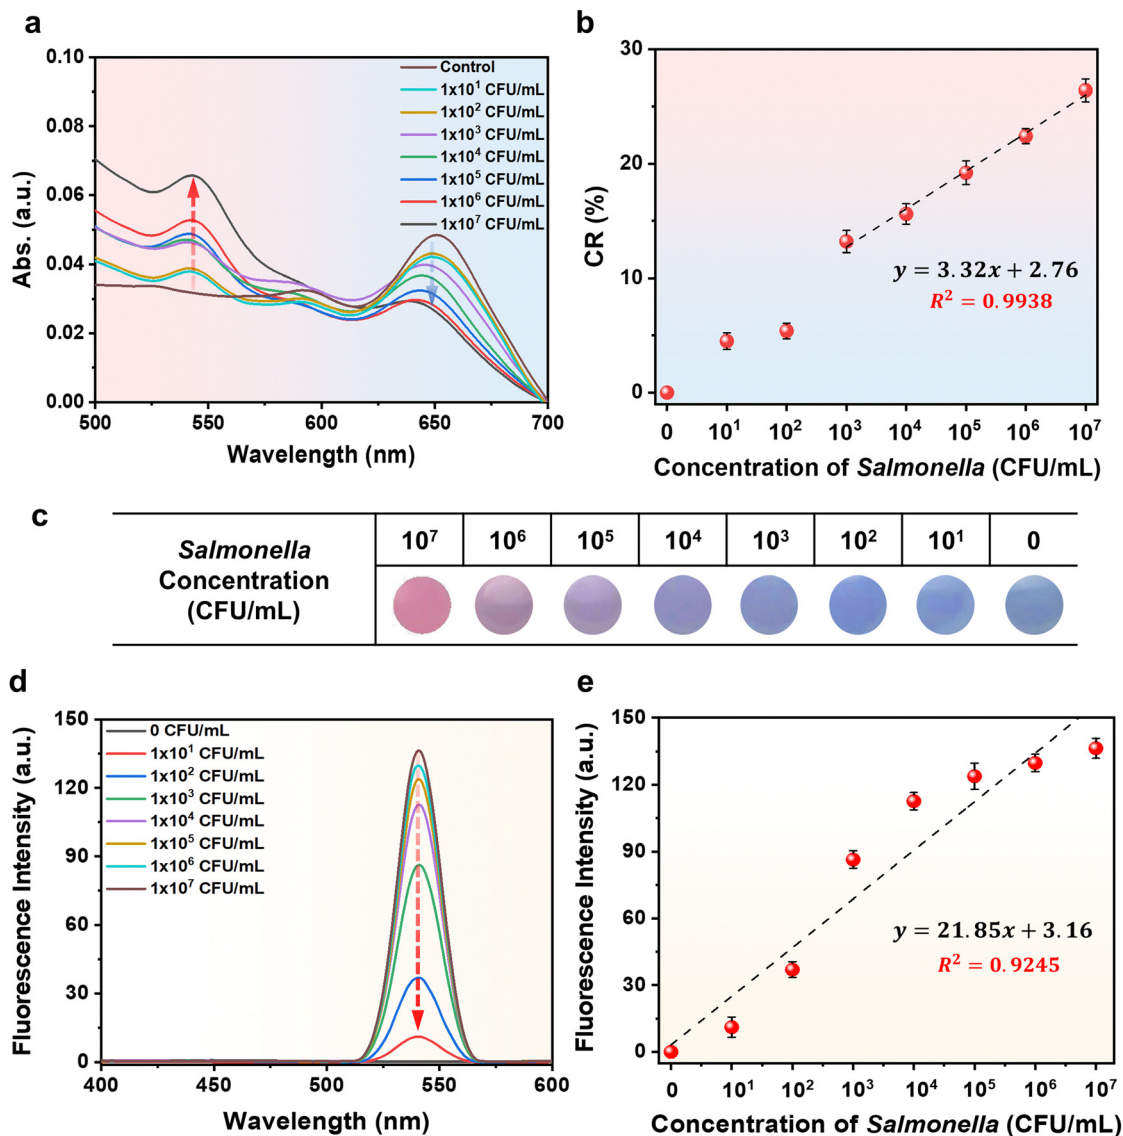 a
0.10
0.08
0.06
0.04
0.02
0.00
Abs. (a.u.)
500
550
600
650
700
Wavelength (nm)
Control
1x10¹ CFU/mL
1x10² CFU/mL
1x10³ CFU/mL
1x10⁴ CFU/mL
1x10⁵ CFU/mL
1x10⁶ CFU/mL
1x10⁷ CFU/mL
b
30
20
10
0
CR (%)
y = 3.32x + 2.76
R² = 0.9938
0 10¹ 10² 10³ 10⁴ 10⁵ 10⁶ 10⁷
Concentration of Salmonella (CFU/mL)
c
Salmonella
Concentration
(CFU/mL)
10⁷ 10⁶ 10⁵ 10⁴ 10³ 10² 10¹ 0
d
150
120
90
60
30
0
Fluorescence Intensity (a.u.)
0 CFU/mL
1x10¹ CFU/mL
1x10² CFU/mL
1x10³ CFU/mL
1x10⁴ CFU/mL
1x10⁵ CFU/mL
1x10⁶ CFU/mL
1x10⁷ CFU/mL
400 450 500 550 600
Wavelength (nm)
e
150
120
90
60
30
0
Fluorescence Intensity (a.u.)
y = 21.85x + 3.16
R² = 0.9245
0 10¹ 10² 10³ 10⁴ 10⁵ 10⁶ 10⁷
Concentration of Salmonella (CFU/mL)